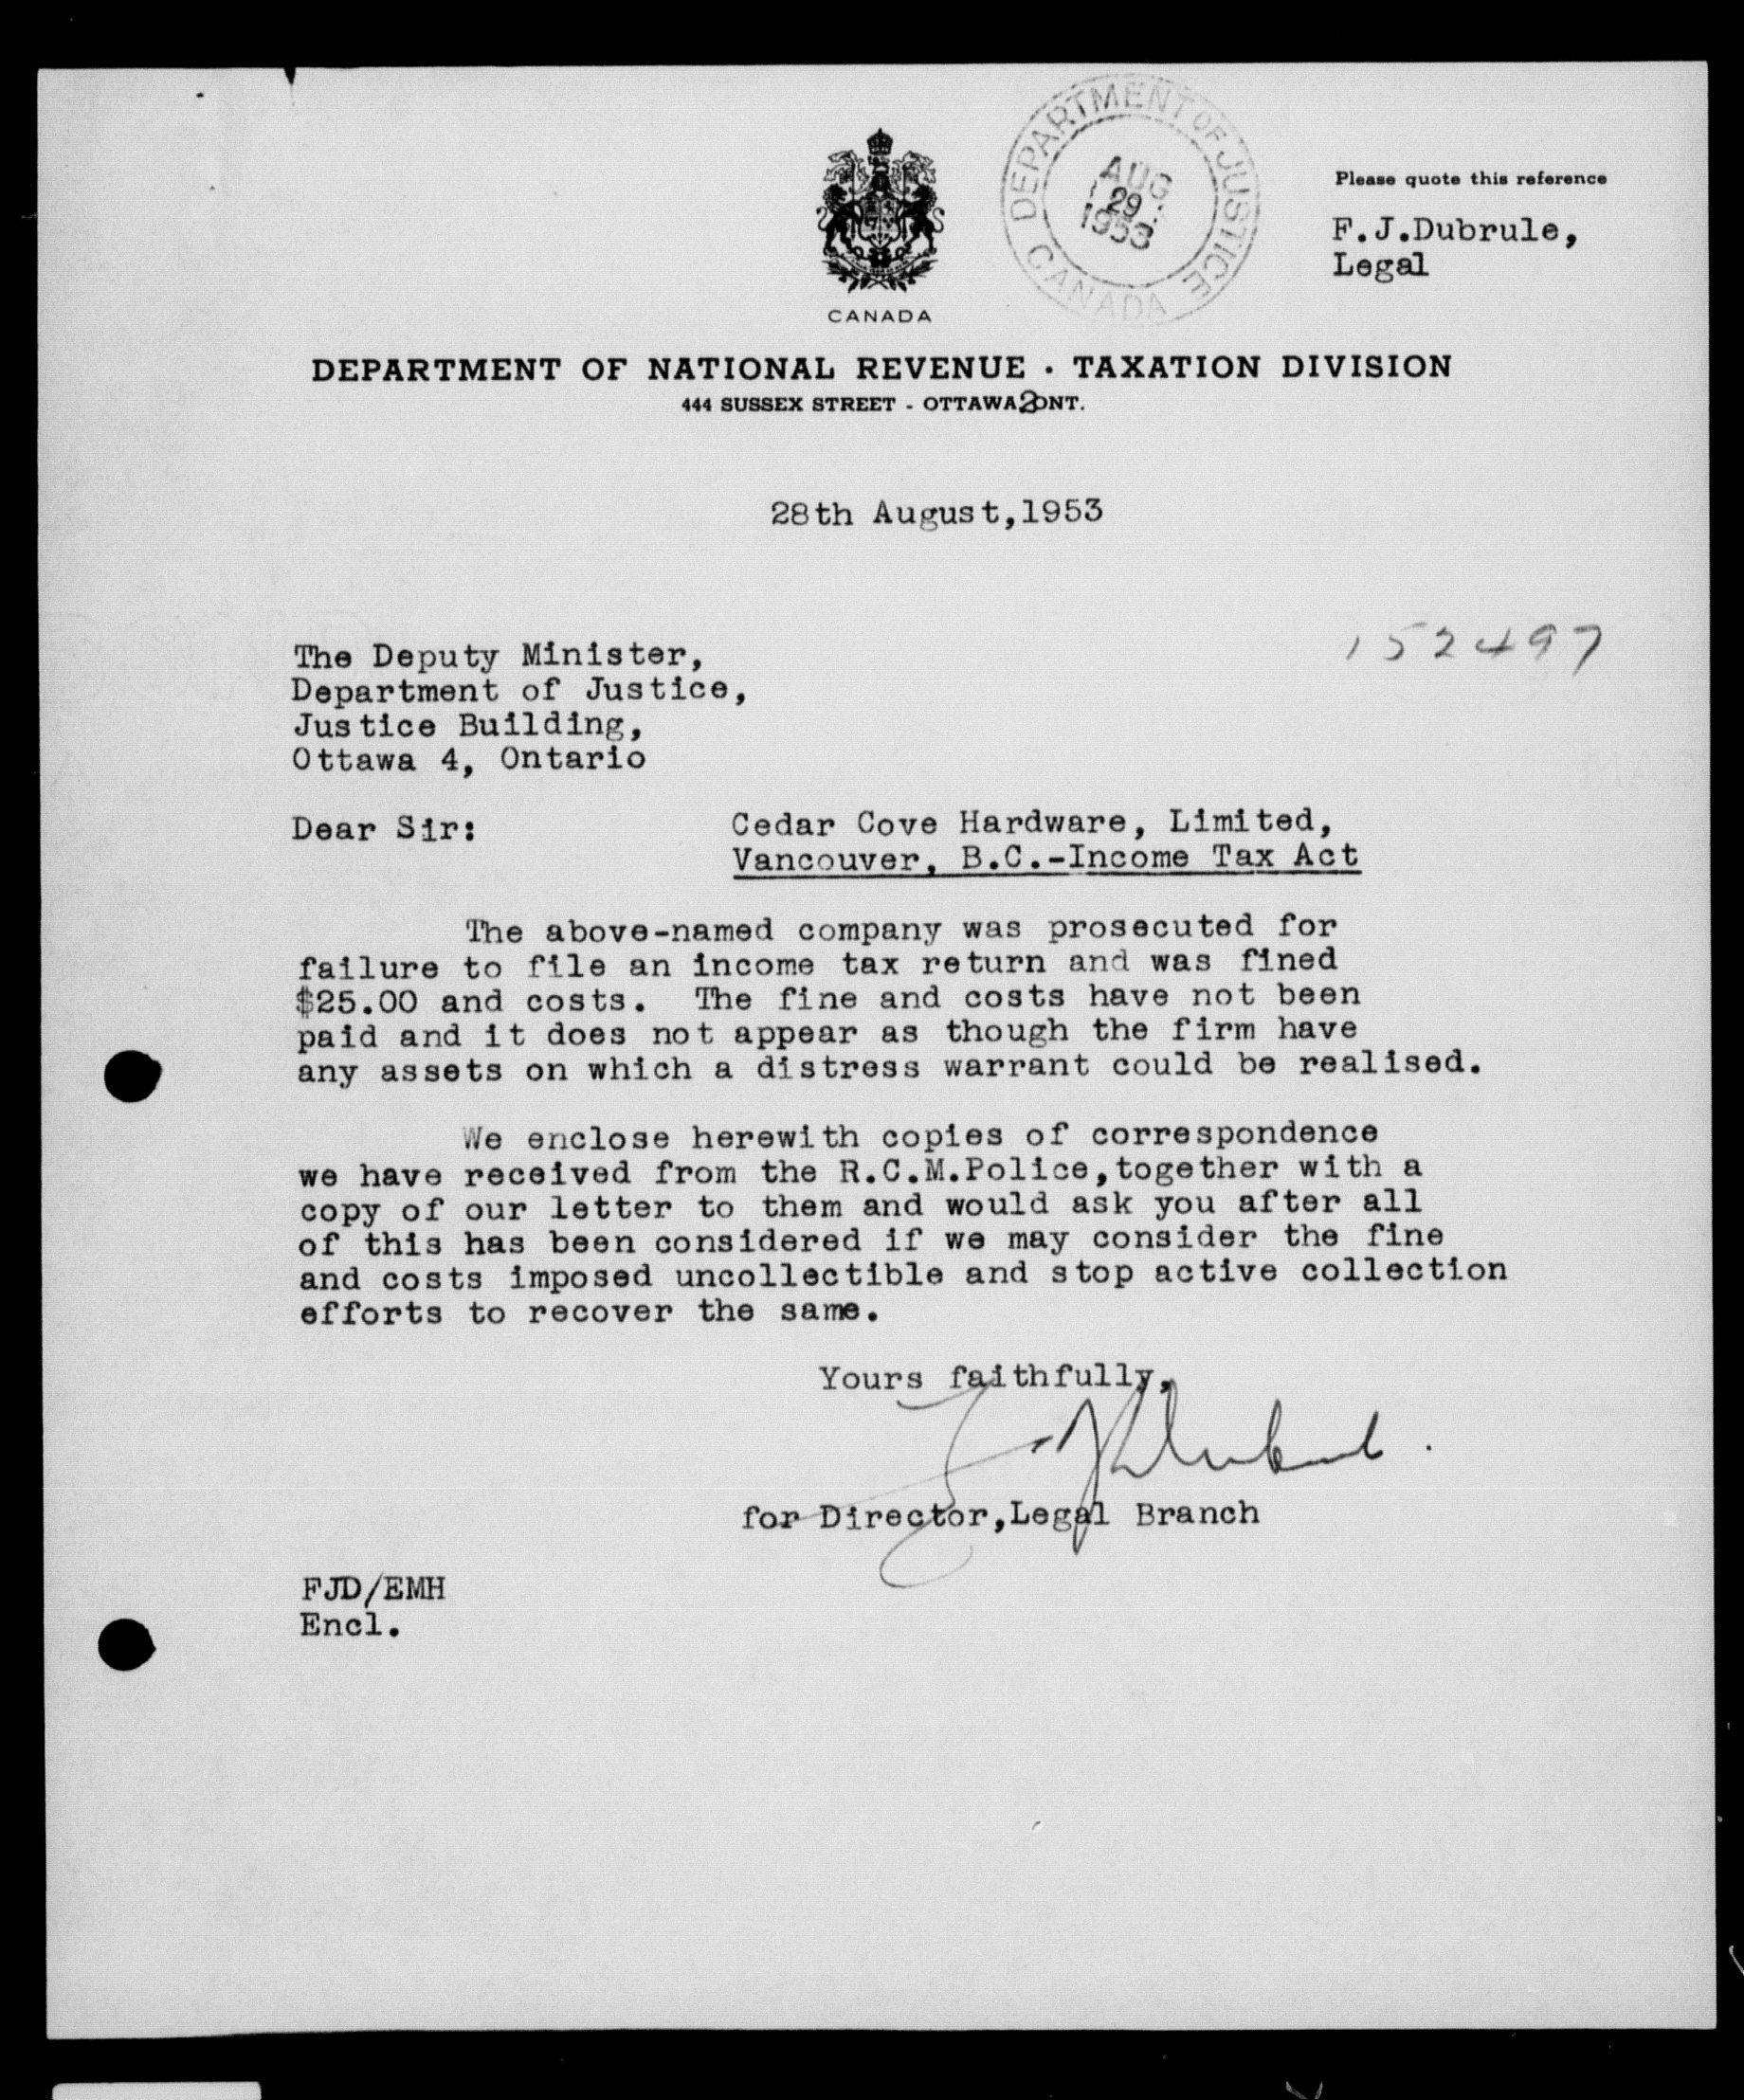 DEPARTMENT OF JUSTICE
CANADA
AUG
29
1953
Please quote this reference
F.J.Dubrule,
Legal
CANADA
DEPARTMENT OF NATIONAL REVENUE · TAXATION DIVISION
444 SUSSEX STREET - OTTAWA 2 ONT.
28th August,1953
152497
The Deputy Minister,
Department of Justice,
Justice Building,
Ottawa 4, Ontario
Dear Sir:
Cedar Cove Hardware, Limited,
Vancouver, B.C.-Income Tax Act
The above-named company was prosecuted for
failure to file an income tax return and was fined
$25.00 and costs. The fine and costs have not been
paid and it does not appear as though the firm have
any assets on which a distress warrant could be realised.
We enclose herewith copies of correspondence
we have received from the R.C.M.Police,together with a
copy of our letter to them and would ask you after all
of this has been considered if we may consider the fine
and costs imposed uncollectible and stop active collection
efforts to recover the same.
Yours faithfully,
F J Dubrule.
for Director,Legal Branch
FJD/EMH
Encl.